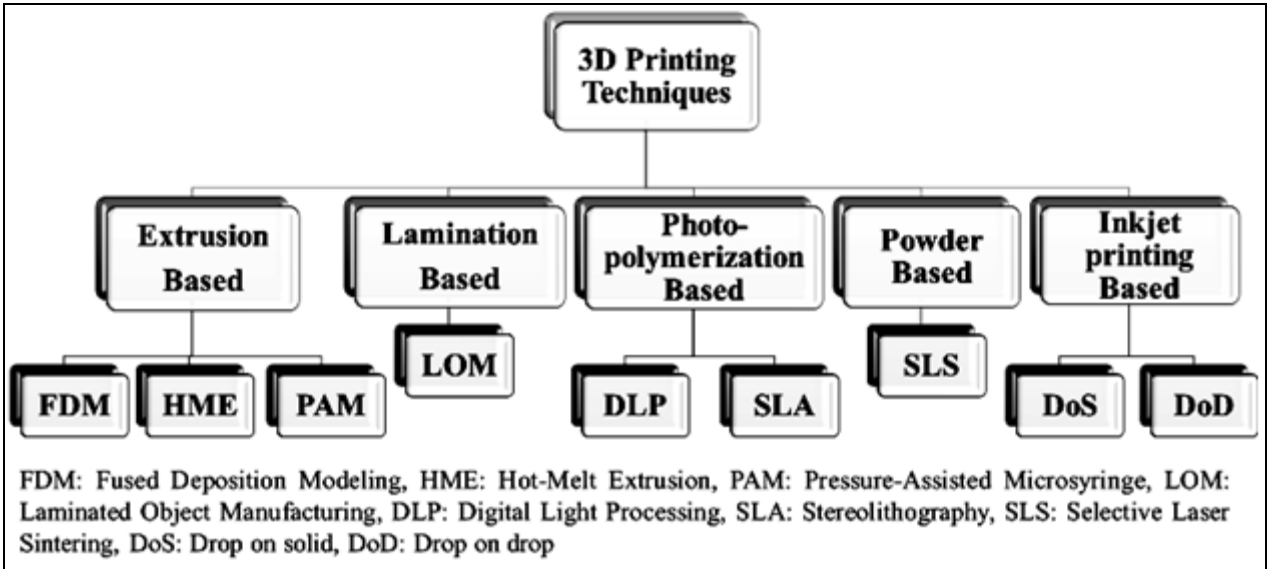 3D Printing
Techniques
Extrusion
Based
Lamination
Based
Photo-
polymerization
Based
Powder
Based
Inkjet
printing
Based
FDM
HME
PAM
LOM
DLP
SLA
SLS
DoS
DoD
FDM: Fused Deposition Modeling, HME: Hot-Melt Extrusion, PAM: Pressure-Assisted Microsyringe, LOM:
Laminated Object Manufacturing, DLP: Digital Light Processing, SLA: Stereolithography, SLS: Selective Laser
Sintering, DoS: Drop on solid, DoD: Drop on drop